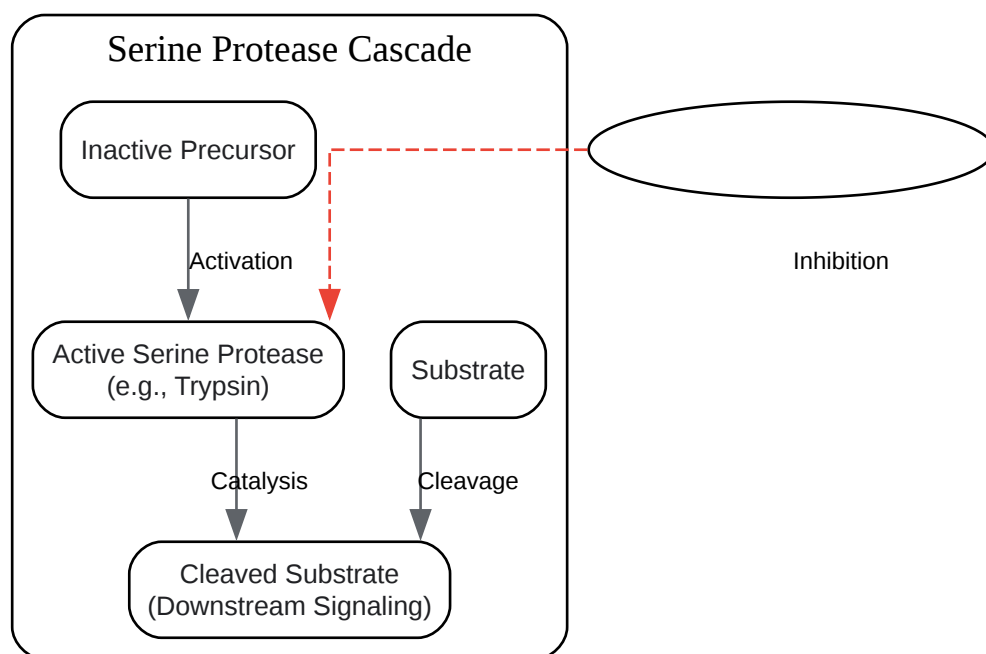 Serine Protease Cascade
Inactive Precursor
Activation
Inhibition
Active Serine Protease
(e.g., Trypsin)
Substrate
Catalysis
Cleavage
Cleaved Substrate
(Downstream Signaling)